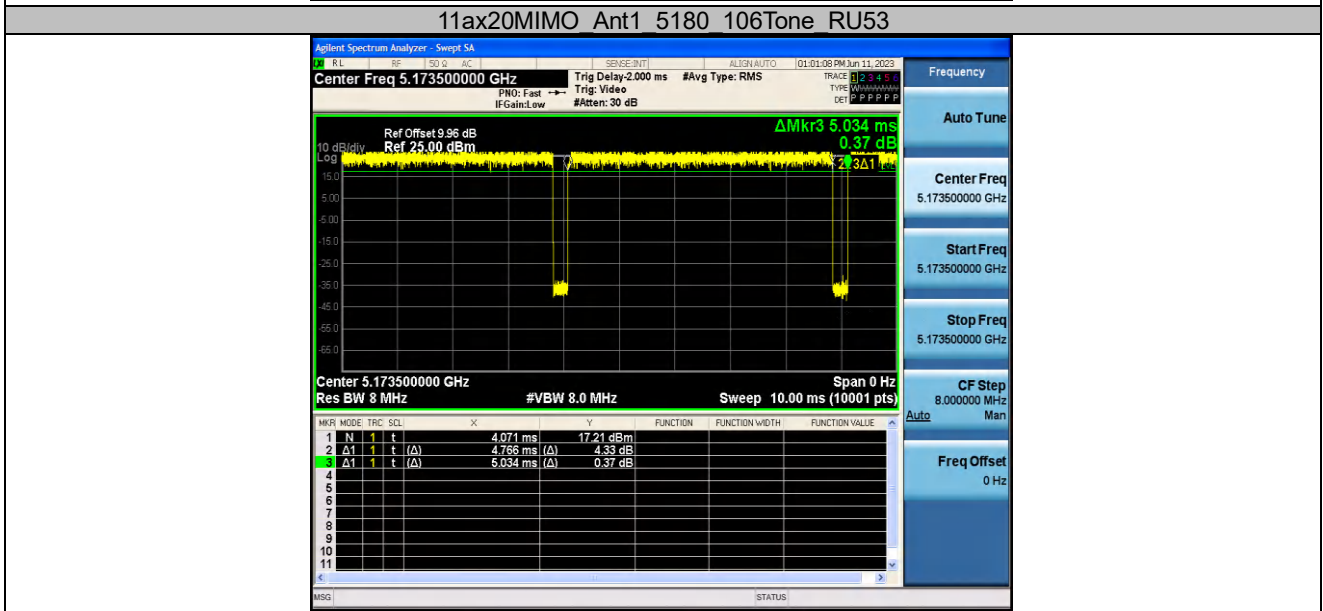 11ax20MIMO_Ant1_5180_106Tone_RU53
Agilent Spectrum Analyzer - Swept SA
RL RF 50 Ω AC SENSE:INT ALIGNAUTO 01:01:08 PM Jun 11, 2023
Center Freq 5.173500000 GHz
PNO: Fast
IFGain:Low
Trig Delay-2.000 ms
Trig: Video
#Atten: 30 dB
#Avg Type: RMS
TRACE 1 2 3 4 5 6
TYPE
DET P P P P P P
ΔMkr3 5.034 ms
0.37 dB
Ref Offset 9.96 dB
Ref 25.00 dBm
10 dB/div
Log
3Δ1
15.0
5.00
-5.00
-15.0
-25.0
-35.0
-45.0
-55.0
-65.0
Center 5.173500000 GHz Span 0 Hz
Res BW 8 MHz #VBW 8.0 MHz Sweep 10.00 ms (10001 pts)
MKR MODE TRC SCL X Y FUNCTION FUNCTION WIDTH FUNCTION VALUE
1 N 1 t 4.071 ms 17.21 dBm
2 Δ1 1 t (Δ) 4.766 ms (Δ) 4.33 dB
3 Δ1 1 t (Δ) 5.034 ms (Δ) 0.37 dB
4
5
6
7
8
9
10
11
MSG STATUS
Frequency
Auto Tune
Center Freq
5.173500000 GHz
Start Freq
5.173500000 GHz
Stop Freq
5.173500000 GHz
CF Step
8.000000 MHz
Auto Man
Freq Offset
0 Hz